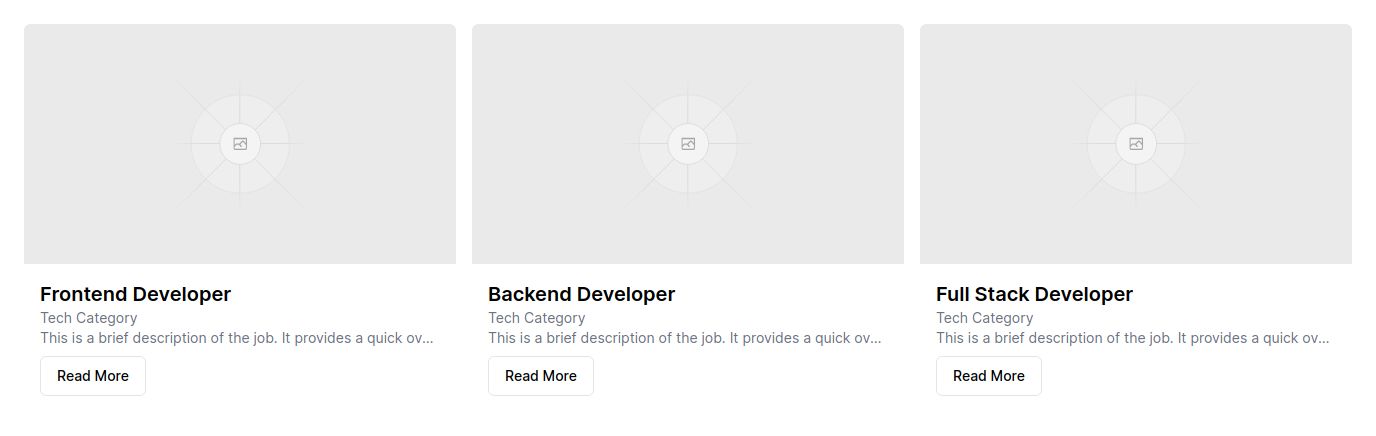 Frontend Developer
Tech Category
This is a brief description of the job. It provides a quick ov...
Read More
Backend Developer
Tech Category
This is a brief description of the job. It provides a quick ov...
Read More
Full Stack Developer
Tech Category
This is a brief description of the job. It provides a quick ov...
Read More